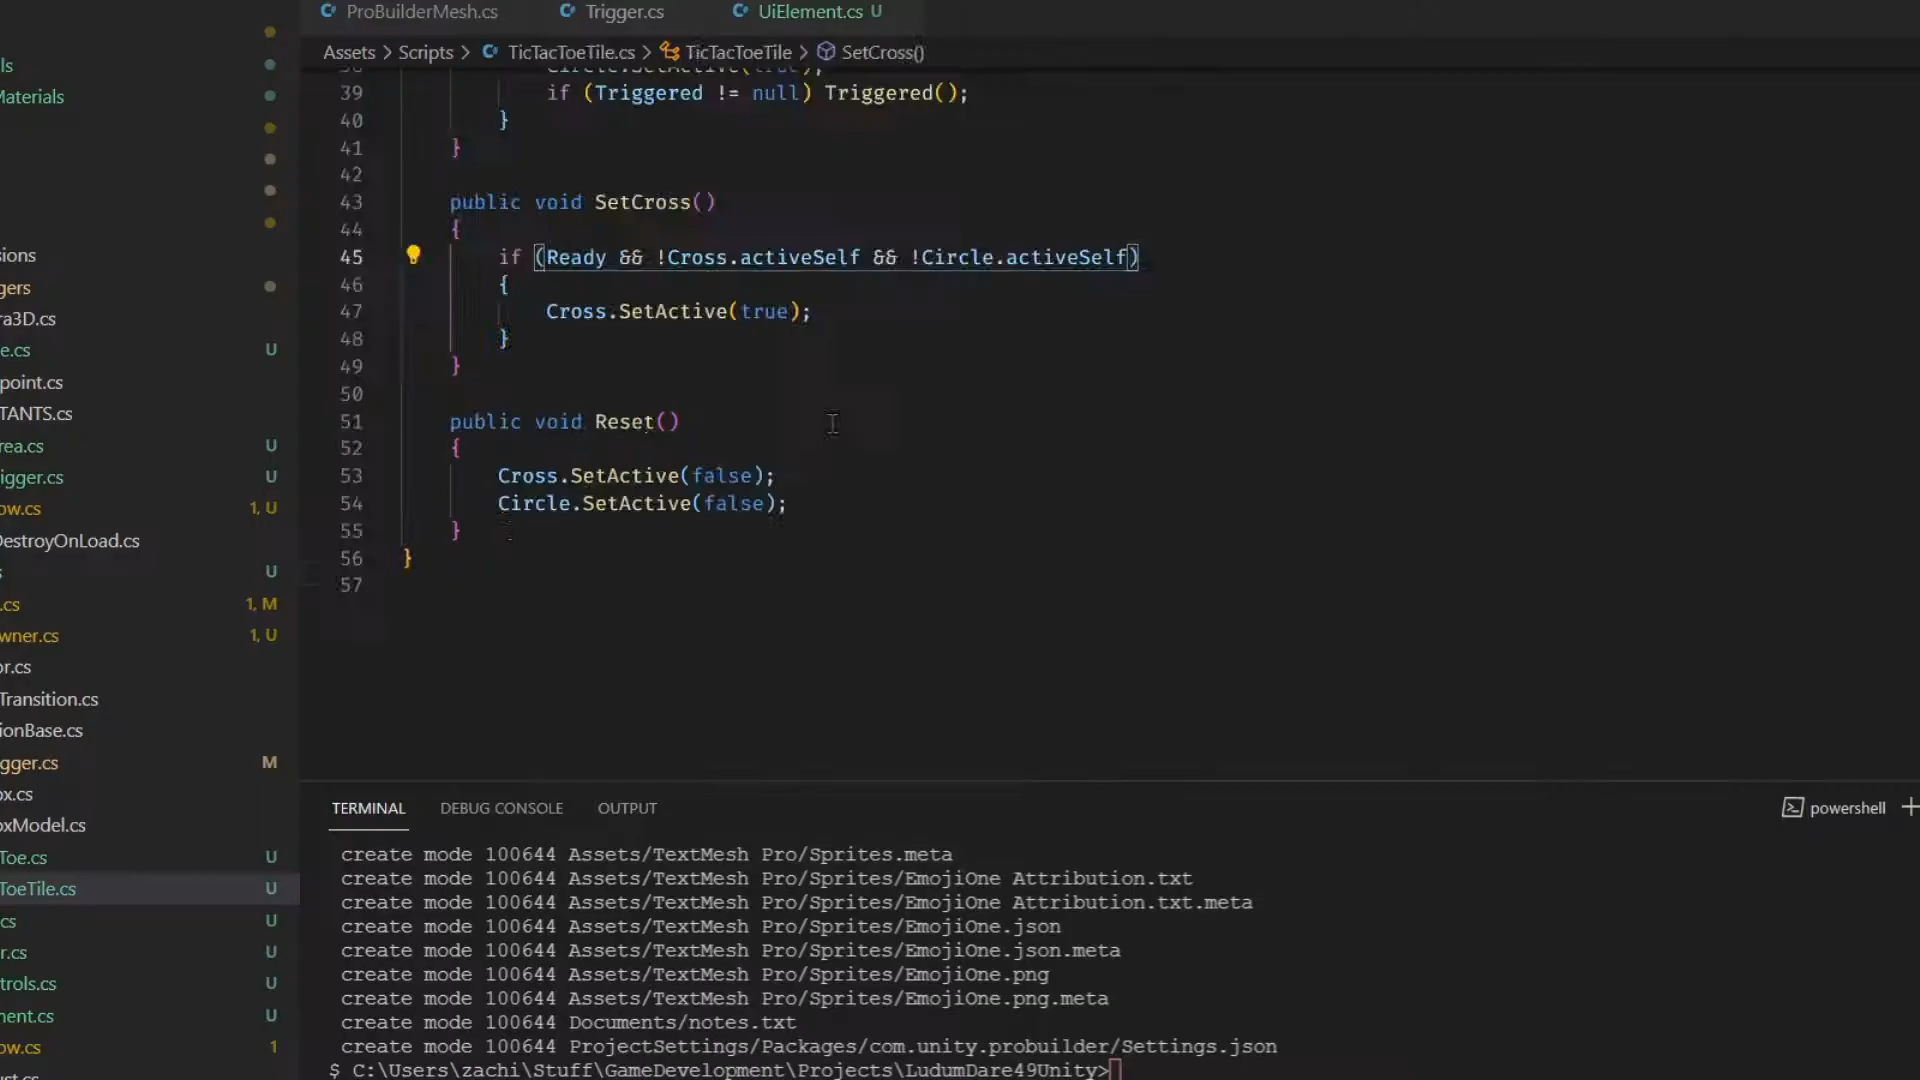 ProBuilderMesh.cs Trigger.cs UiElement.cs U
Assets > Scripts > TicTacToeTile.cs > TicTacToeTile > SetCross()
ls
Materials
sions
gers
ra3D.cs
e.cs U
point.cs
TANTS.cs
rea.cs U
igger.cs U
ow.cs 1, U
DestroyOnLoad.cs
s U
.cs 1, M
wner.cs 1, U
or.cs
Transition.cs
ionBase.cs
gger.cs M
ox.cs
oxModel.cs
Toe.cs U
ToeTile.cs U
cs U
r.cs U
trols.cs U
nent.cs U
ow.cs 1
ust.cs
38 Circle.SetActive(true);
39 if (Triggered != null) Triggered();
40 }
41 }
42
43 public void SetCross()
44 {
45 if (Ready && !Cross.activeSelf && !Circle.activeSelf)
46 {
47 Cross.SetActive(true);
48 }
49 }
50
51 public void Reset()
52 {
53 Cross.SetActive(false);
54 Circle.SetActive(false);
55 }
56 }
57
TERMINAL DEBUG CONSOLE OUTPUT powershell
create mode 100644 Assets/TextMesh Pro/Sprites.meta
create mode 100644 Assets/TextMesh Pro/Sprites/EmojiOne Attribution.txt
create mode 100644 Assets/TextMesh Pro/Sprites/EmojiOne Attribution.txt.meta
create mode 100644 Assets/TextMesh Pro/Sprites/EmojiOne.json
create mode 100644 Assets/TextMesh Pro/Sprites/EmojiOne.json.meta
create mode 100644 Assets/TextMesh Pro/Sprites/EmojiOne.png
create mode 100644 Assets/TextMesh Pro/Sprites/EmojiOne.png.meta
create mode 100644 Documents/notes.txt
create mode 100644 ProjectSettings/Packages/com.unity.probuilder/Settings.json
$ C:\Users\zachi\Stuff\GameDevelopment\Projects\LudumDare49Unity>